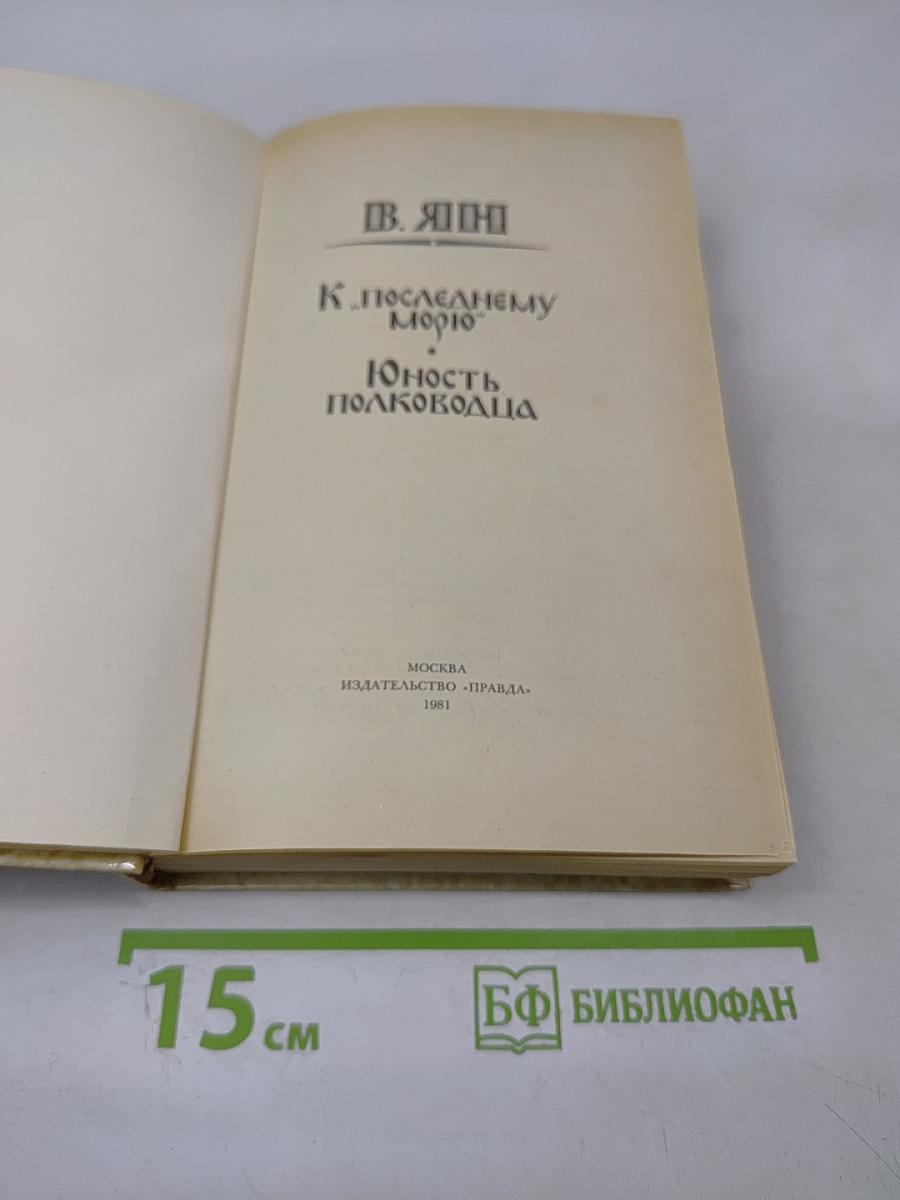 В. ЯН
К „ПОСЛЕДНЕМУ
МОРЮ“
•
ЮНОСТЬ
ПОЛКОВОДЦА
МОСКВА
ИЗДАТЕЛЬСТВО «ПРАВДА»
1981
15 см
БФ БИБЛИОФАН